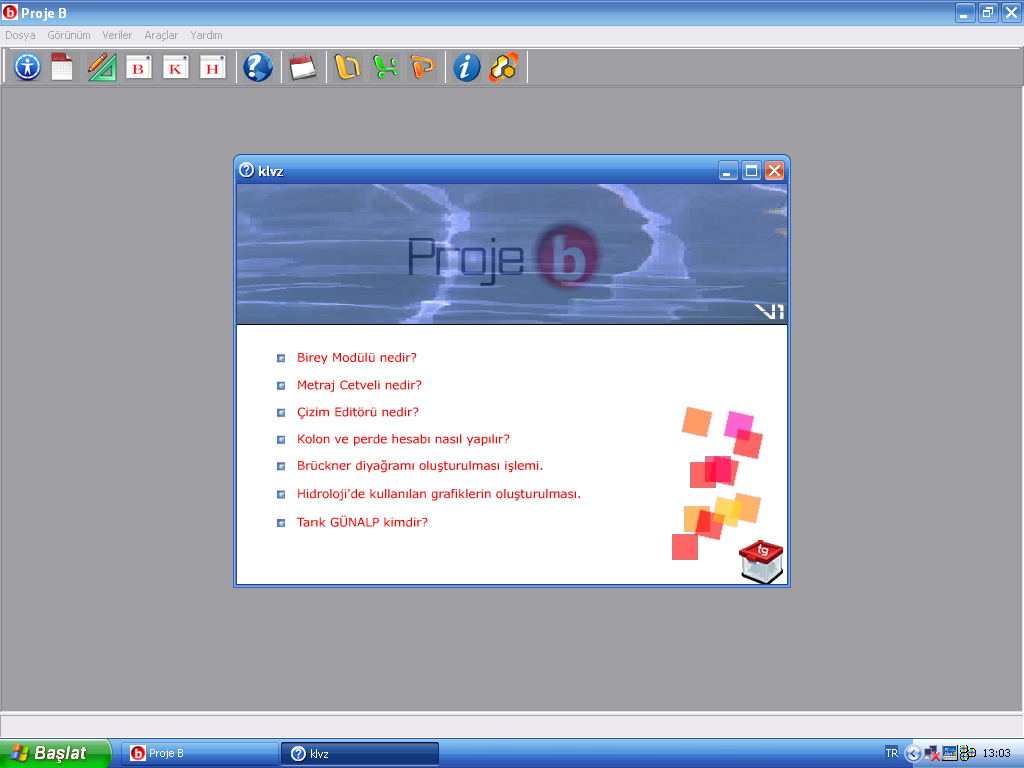 Proje B
Dosya Görünüm Veriler Araçlar Yardım
B K H
klvz
Proje b
V1
Birey Modülü nedir?
Metraj Cetveli nedir?
Çizim Editörü nedir?
Kolon ve perde hesabı nasıl yapılır?
Brückner diyağramı oluşturulması işlemi.
Hidroloji'de kullanılan grafiklerin oluşturulması.
Tarık GÜNALP kimdir?
tg
Başlat Proje B klvz TR 13:03